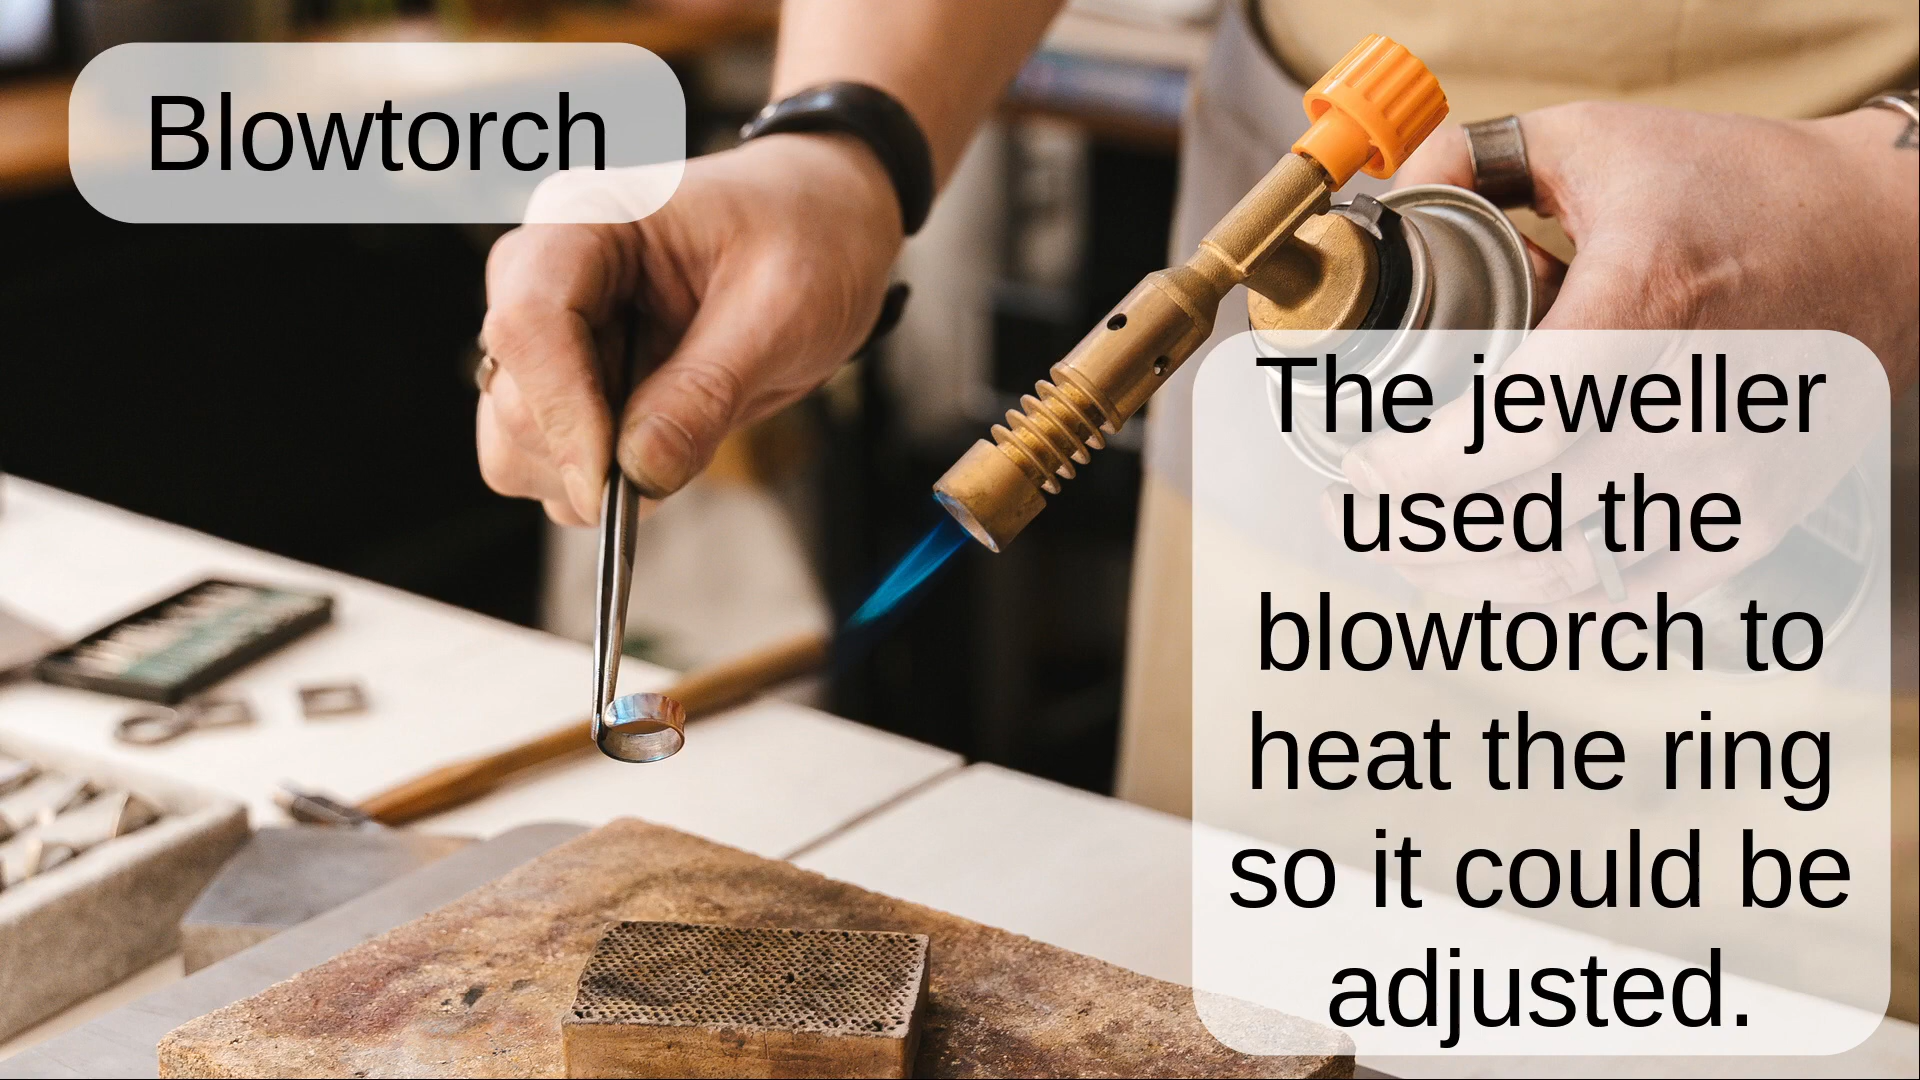 Blowtorch
The jeweller
used the
blowtorch to
heat the ring
so it could be
adjusted.